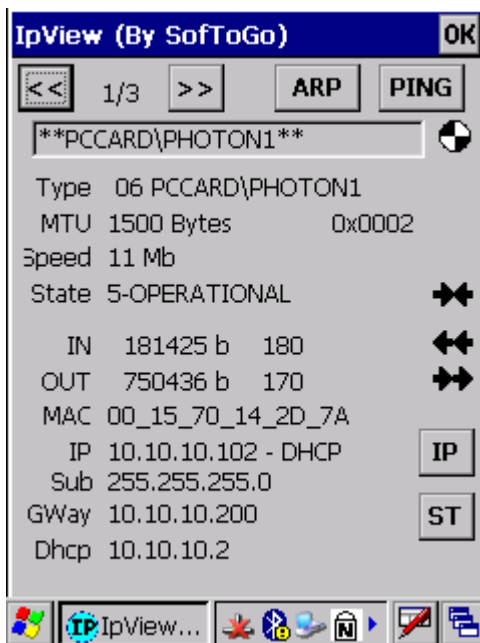 IpView (By SofToGo) OK
<< 1/3 >> ARP PING
**PCCARD\PHOTON1**
Type 06 PCCARD\PHOTON1
MTU 1500 Bytes 0x0002
Speed 11 Mb
State 5-OPERATIONAL
IN 181425 b 180
OUT 750436 b 170
MAC 00_15_70_14_2D_7A
IP 10.10.10.102 - DHCP IP
Sub 255.255.255.0
GWay 10.10.10.200 ST
Dhcp 10.10.10.2
IP IpView... N